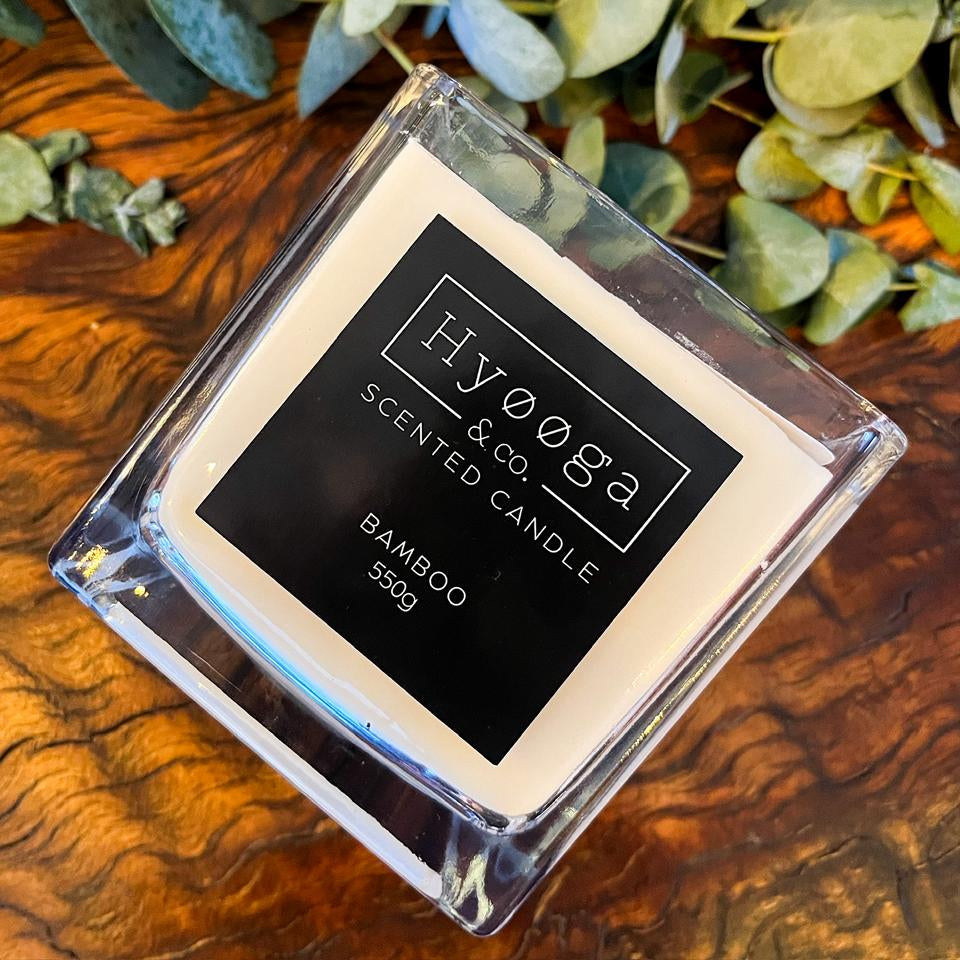 Hyøøga
& CO.
SCENTED CANDLE
BAMBOO
550g